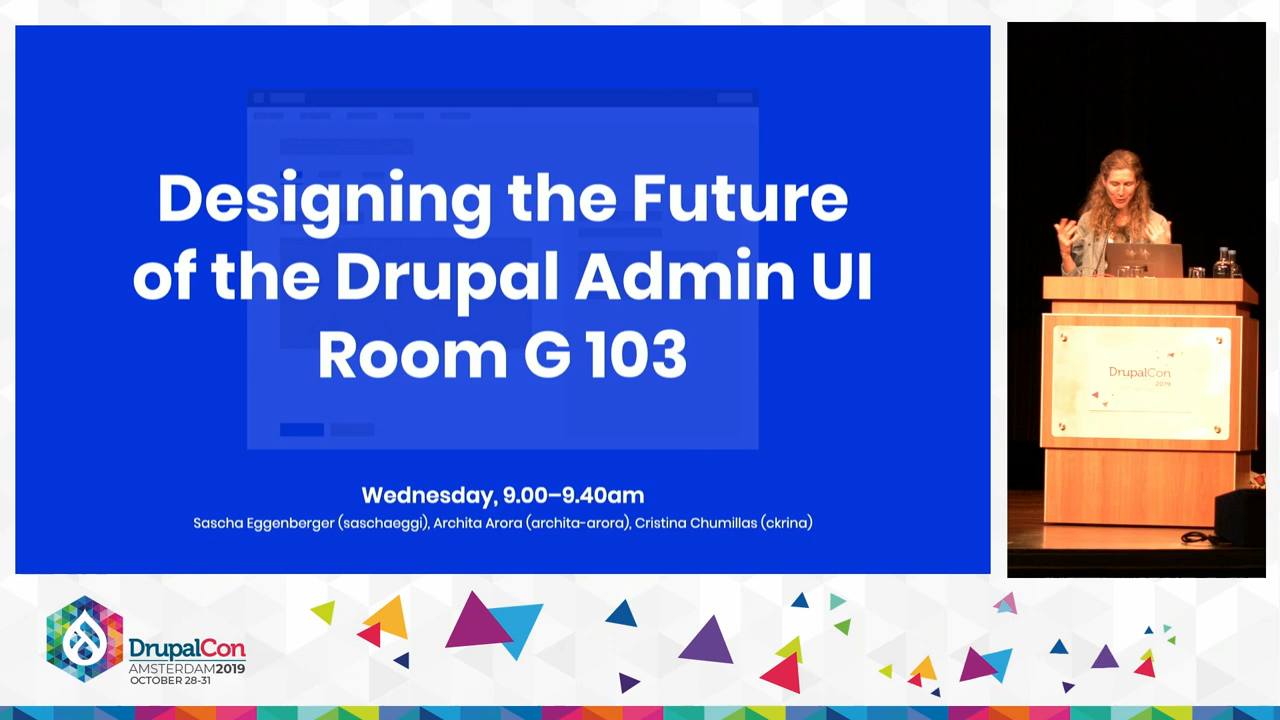 Designing the Future
of the Drupal Admin UI
Room G 103
Wednesday, 9.00–9.40am
Sascha Eggenberger (saschaeggi), Archita Arora (archita-arora), Cristina Chumillas (ckrina)
DrupalCon
2019
DrupalCon
AMSTERDAM2019
OCTOBER 28-31